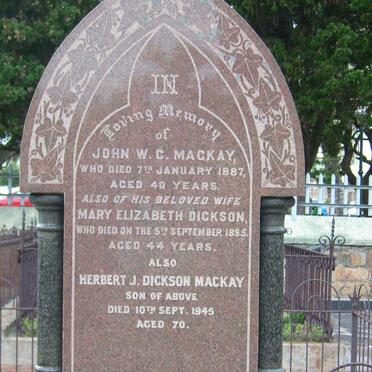 IN
Loving Memory
of
JOHN W. C. MACKAY,
WHO DIED 7TH JANUARY 1887,
AGED 40 YEARS.
ALSO OF HIS BELOVED WIFE
MARY ELIZABETH DICKSON,
WHO DIED ON THE 5TH SEPTEMBER 1895,
AGED 44 YEARS.
ALSO
HERBERT J. DICKSON MACKAY
SON OF ABOVE
DIED 10TH SEPT. 1945
AGED 70.